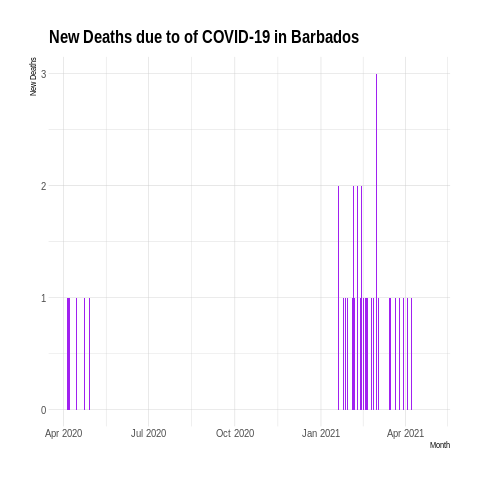 New Deaths due to of COVID-19 in Barbados
New Deaths
3
2
1
0
Apr 2020 Jul 2020 Oct 2020 Jan 2021 Apr 2021
Month